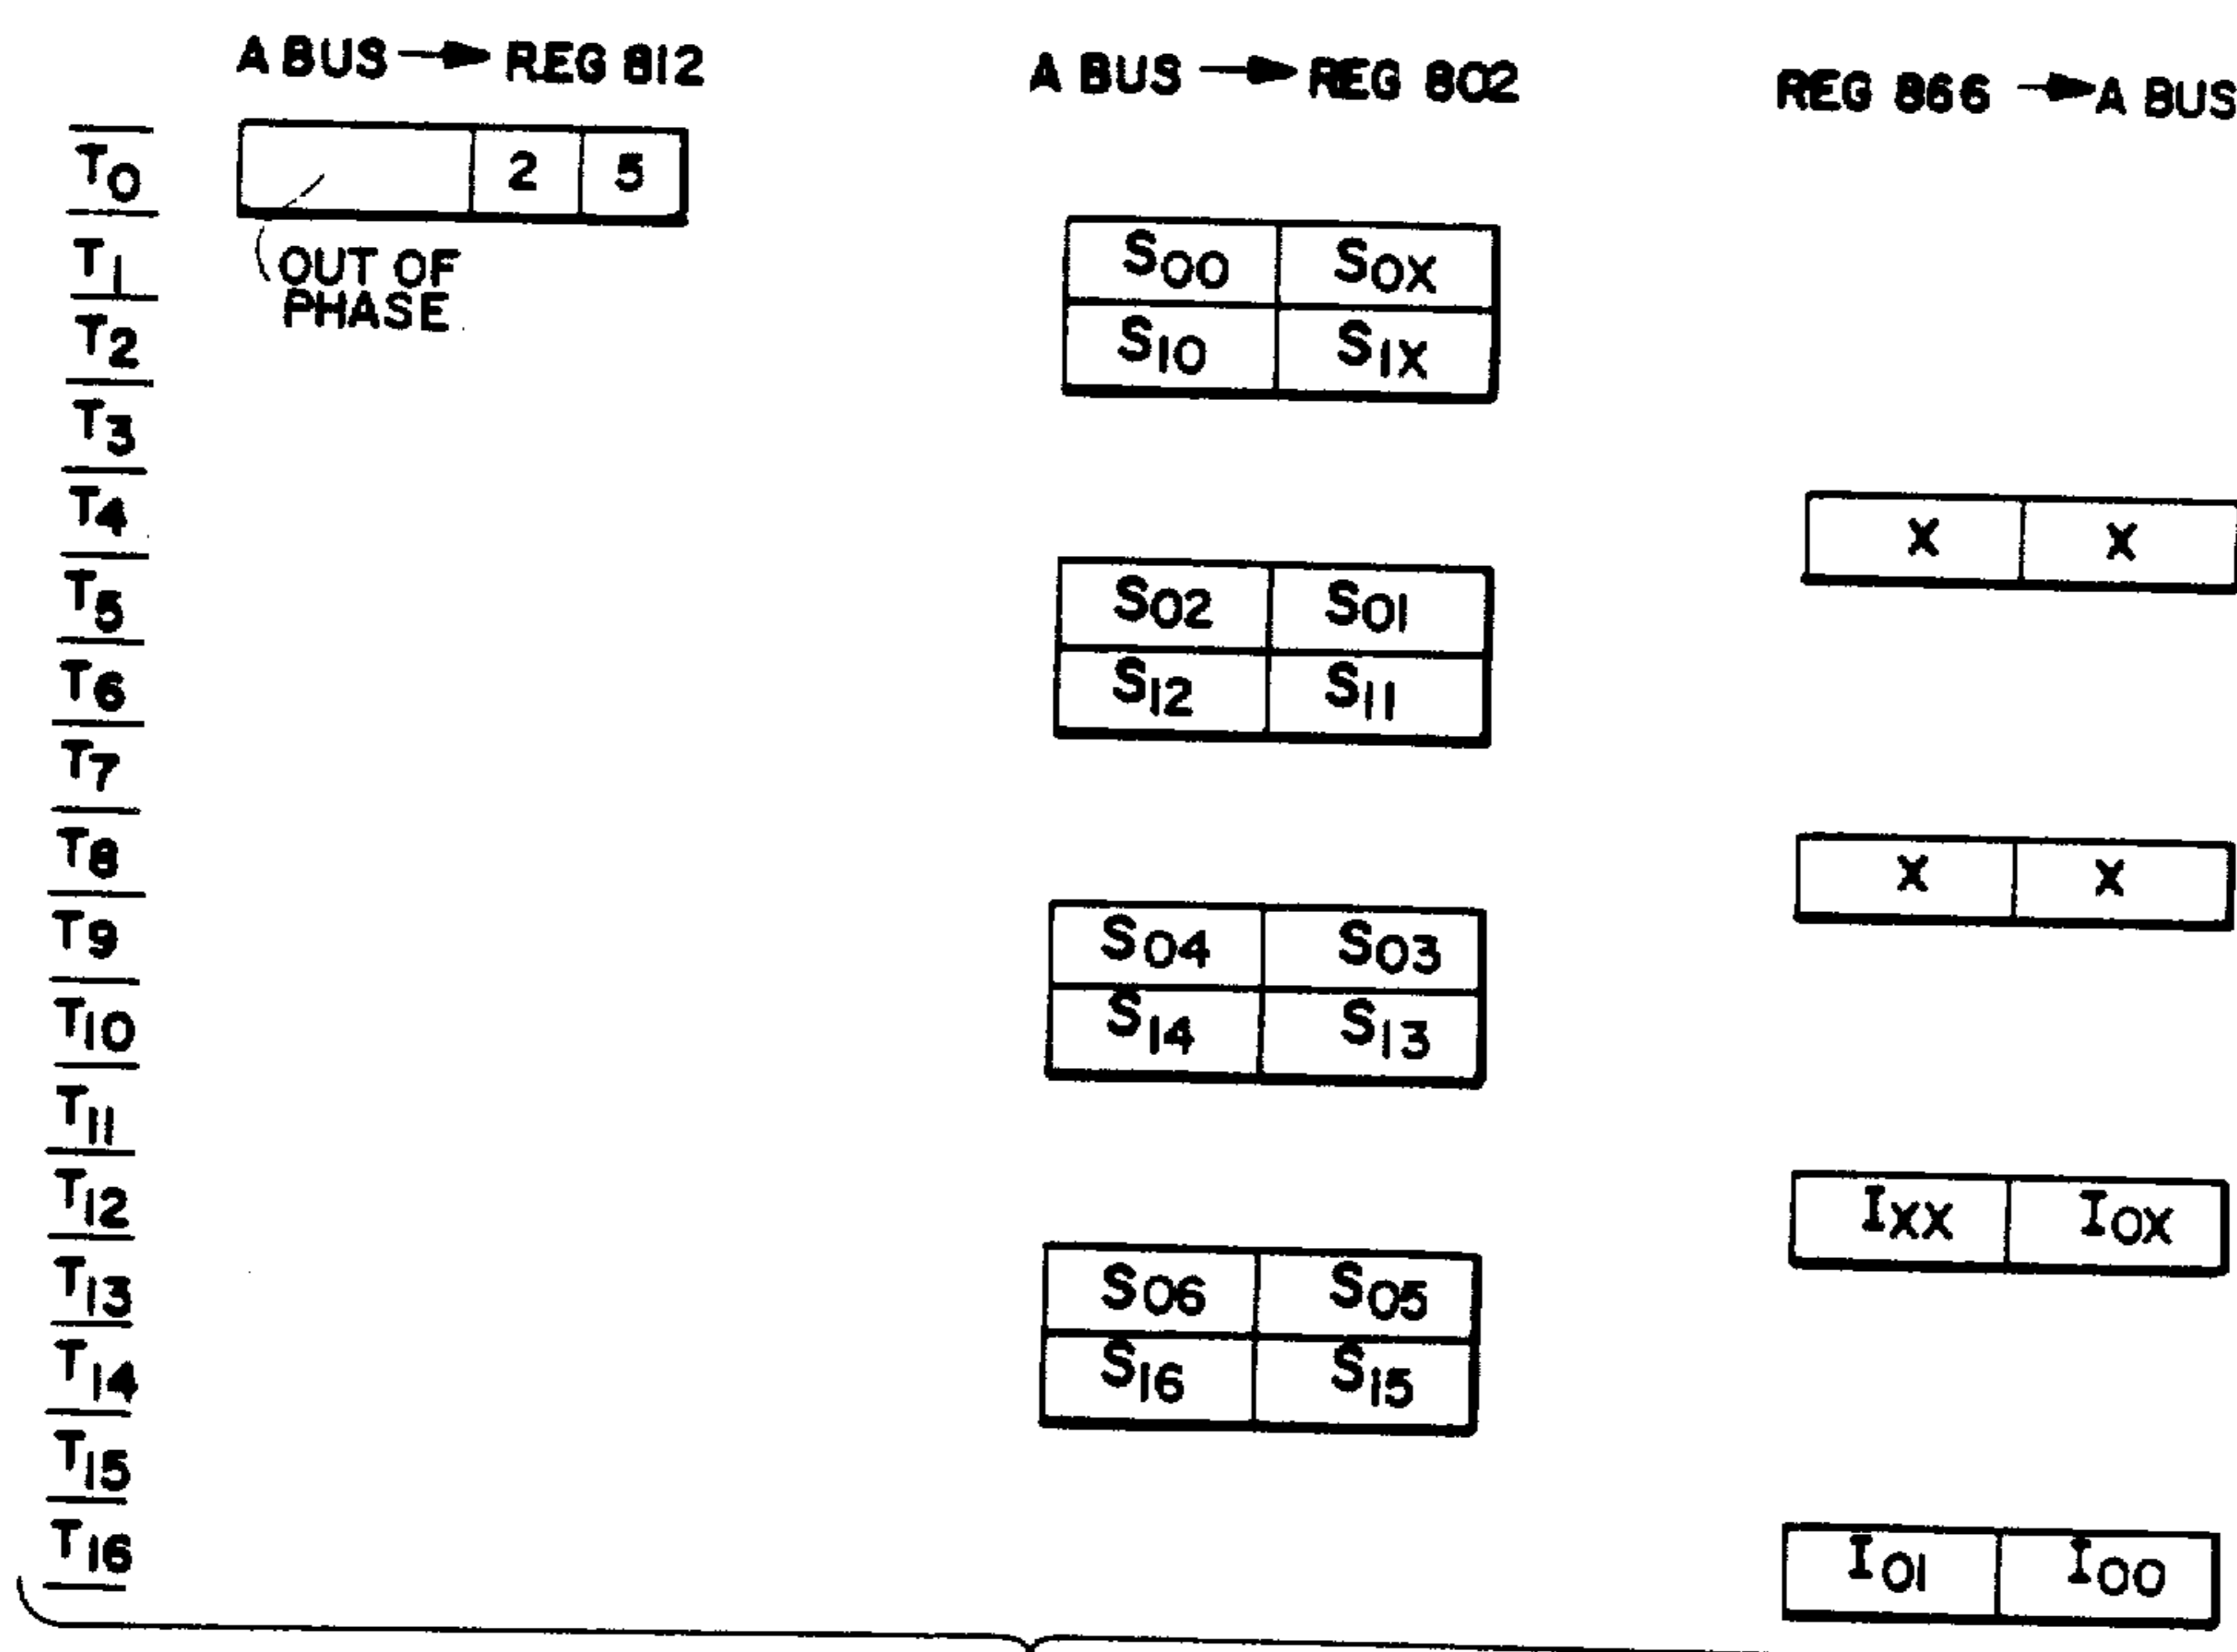 A BUS → REG 812 A BUS → REG 802 REG 866 → A BUS
T0 2 5
T1 OUT OF S00 S0X
PHASE
T2 S10 S1X
T3
T4 X X
T5 S02 S01
T6 S12 S11
T7
T8 X X
T9 S04 S03
T10 S14 S13
T11
T12 IXX I0X
T13 S06 S05
T14 S16 S15
T15
T16 I01 I00